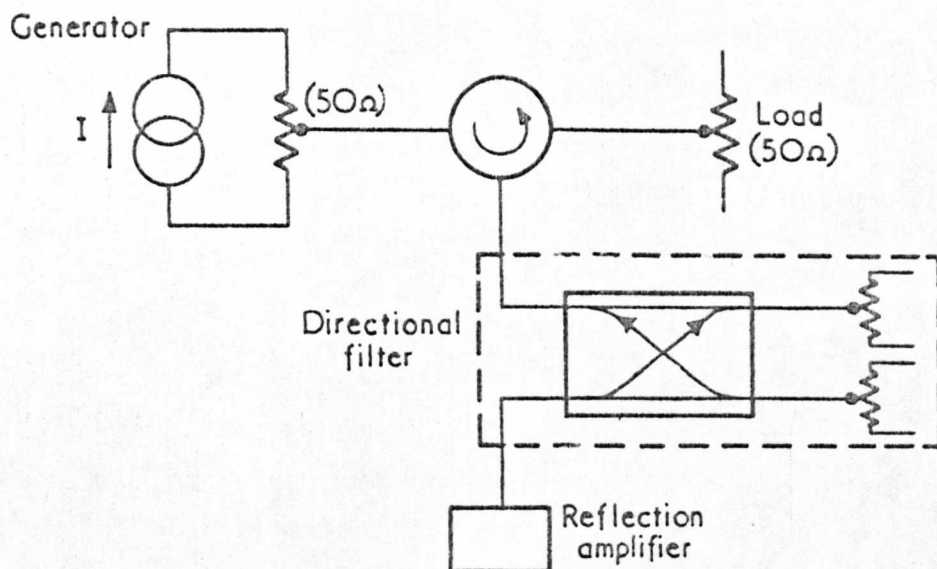 Generator
I
(50Ω)
Load
(50Ω)
Directional
filter
Reflection
amplifier